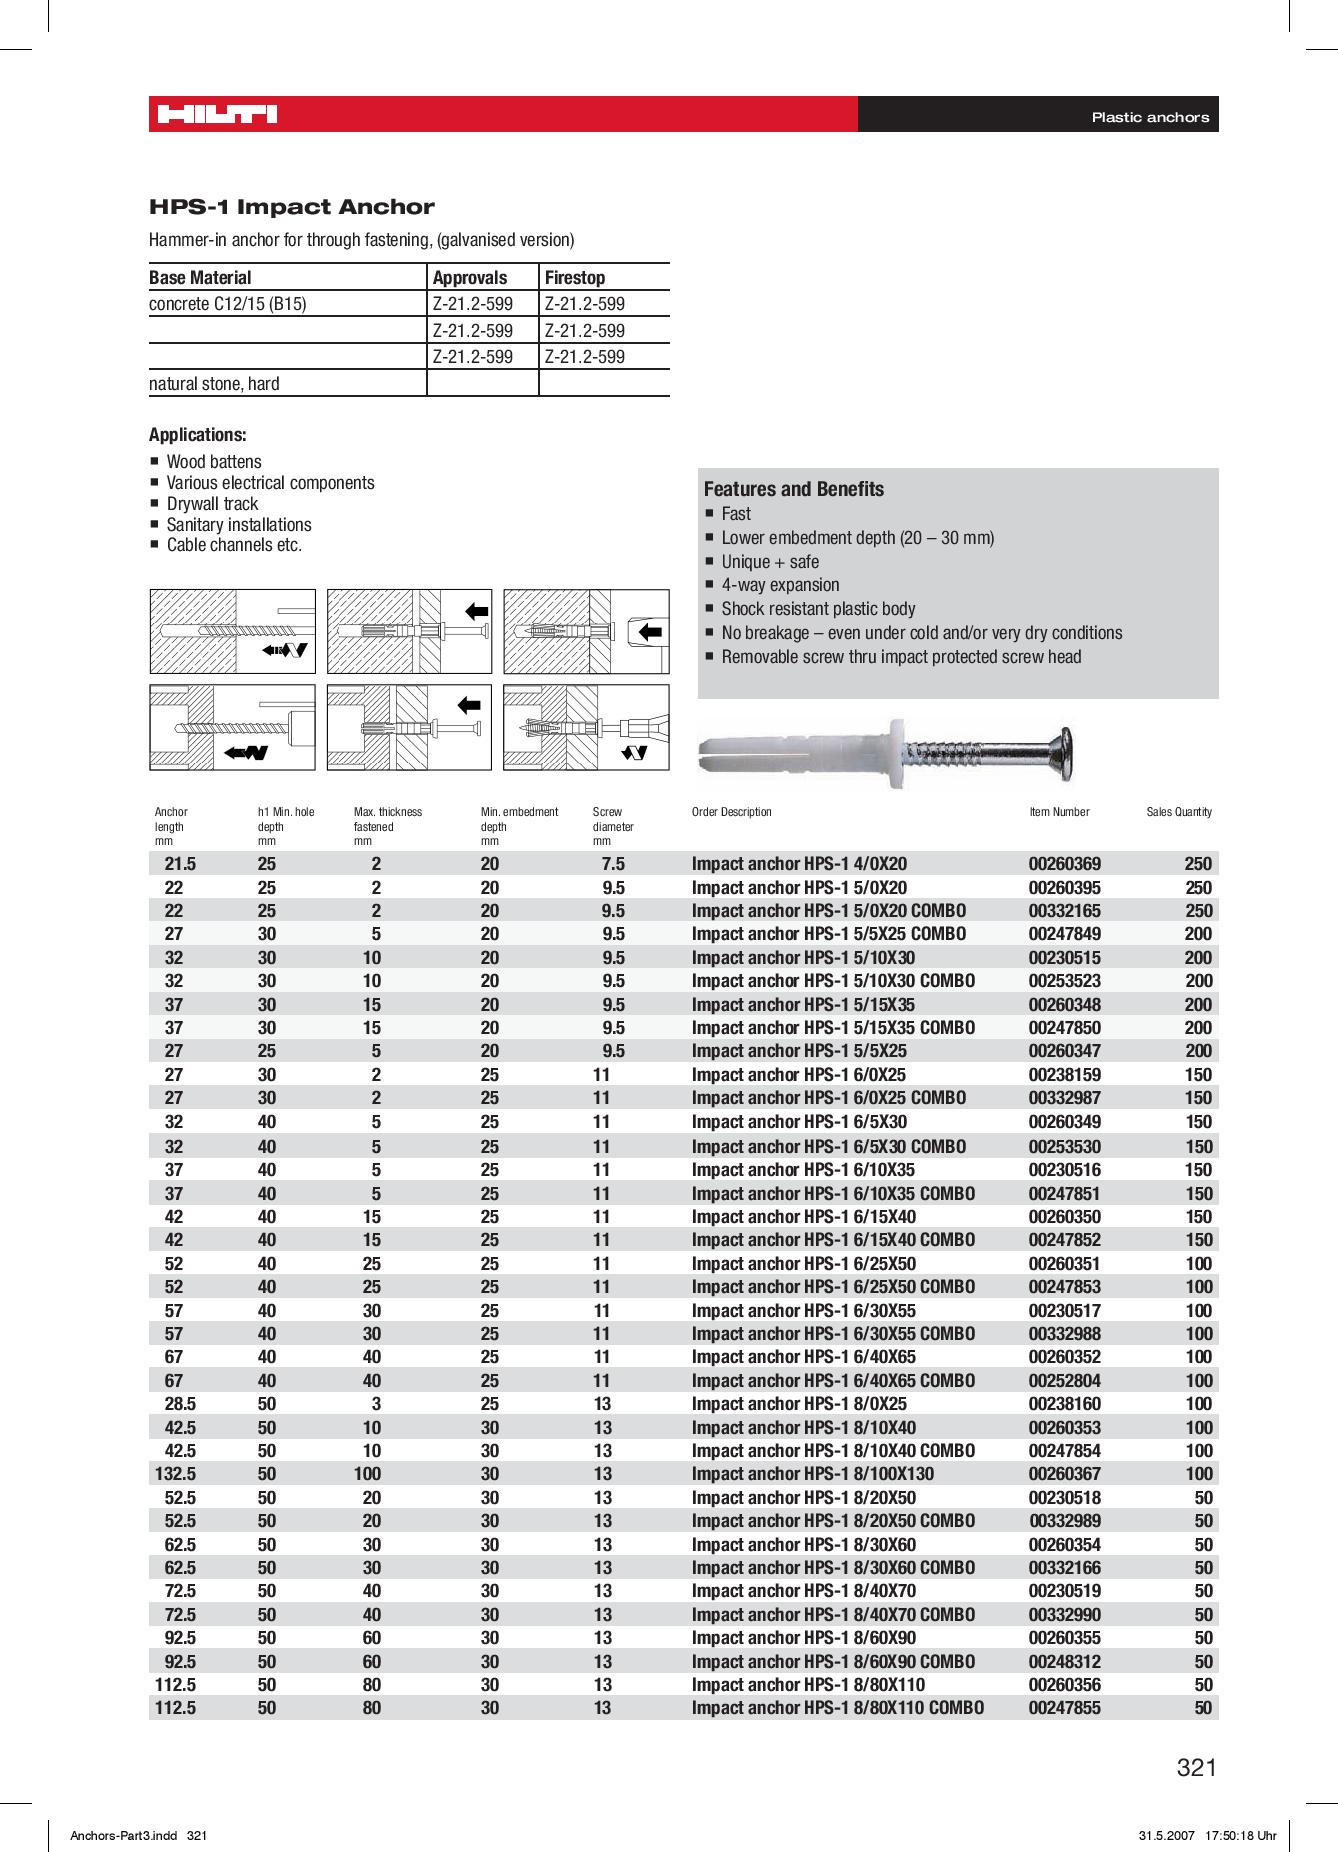 HILTI
Plastic anchors
HPS-1 Impact Anchor
Hammer-in anchor for through fastening, (galvanised version)
Base Material Approvals Firestop
concrete C12/15 (B15) Z-21.2-599 Z-21.2-599
Z-21.2-599 Z-21.2-599
Z-21.2-599 Z-21.2-599
natural stone, hard
Applications:
■ Wood battens
■ Various electrical components
■ Drywall track
■ Sanitary installations
■ Cable channels etc.
Features and Benefits
■ Fast
■ Lower embedment depth (20 – 30 mm)
■ Unique + safe
■ 4-way expansion
■ Shock resistant plastic body
■ No breakage – even under cold and/or very dry conditions
■ Removable screw thru impact protected screw head
Anchor h1 Min. hole Max. thickness Min. embedment Screw Order Description Item Number Sales Quantity
length depth fastened depth diameter
mm mm mm mm mm
21.5 25 2 20 7.5 Impact anchor HPS-1 4/0X20 00260369 250
22 25 2 20 9.5 Impact anchor HPS-1 5/0X20 00260395 250
22 25 2 20 9.5 Impact anchor HPS-1 5/0X20 COMBO 00332165 250
27 30 5 20 9.5 Impact anchor HPS-1 5/5X25 COMBO 00247849 200
32 30 10 20 9.5 Impact anchor HPS-1 5/10X30 00230515 200
32 30 10 20 9.5 Impact anchor HPS-1 5/10X30 COMBO 00253523 200
37 30 15 20 9.5 Impact anchor HPS-1 5/15X35 00260348 200
37 30 15 20 9.5 Impact anchor HPS-1 5/15X35 COMBO 00247850 200
27 25 5 20 9.5 Impact anchor HPS-1 5/5X25 00260347 200
27 30 2 25 11 Impact anchor HPS-1 6/0X25 00238159 150
27 30 2 25 11 Impact anchor HPS-1 6/0X25 COMBO 00332987 150
32 40 5 25 11 Impact anchor HPS-1 6/5X30 00260349 150
32 40 5 25 11 Impact anchor HPS-1 6/5X30 COMBO 00253530 150
37 40 5 25 11 Impact anchor HPS-1 6/10X35 00230516 150
37 40 5 25 11 Impact anchor HPS-1 6/10X35 COMBO 00247851 150
42 40 15 25 11 Impact anchor HPS-1 6/15X40 00260350 150
42 40 15 25 11 Impact anchor HPS-1 6/15X40 COMBO 00247852 150
52 40 25 25 11 Impact anchor HPS-1 6/25X50 00260351 100
52 40 25 25 11 Impact anchor HPS-1 6/25X50 COMBO 00247853 100
57 40 30 25 11 Impact anchor HPS-1 6/30X55 00230517 100
57 40 30 25 11 Impact anchor HPS-1 6/30X55 COMBO 00332988 100
67 40 40 25 11 Impact anchor HPS-1 6/40X65 00260352 100
67 40 40 25 11 Impact anchor HPS-1 6/40X65 COMBO 00252804 100
28.5 50 3 25 13 Impact anchor HPS-1 8/0X25 00238160 100
42.5 50 10 30 13 Impact anchor HPS-1 8/10X40 00260353 100
42.5 50 10 30 13 Impact anchor HPS-1 8/10X40 COMBO 00247854 100
132.5 50 100 30 13 Impact anchor HPS-1 8/100X130 00260367 100
52.5 50 20 30 13 Impact anchor HPS-1 8/20X50 00230518 50
52.5 50 20 30 13 Impact anchor HPS-1 8/20X50 COMBO 00332989 50
62.5 50 30 30 13 Impact anchor HPS-1 8/30X60 00260354 50
62.5 50 30 30 13 Impact anchor HPS-1 8/30X60 COMBO 00332166 50
72.5 50 40 30 13 Impact anchor HPS-1 8/40X70 00230519 50
72.5 50 40 30 13 Impact anchor HPS-1 8/40X70 COMBO 00332990 50
92.5 50 60 30 13 Impact anchor HPS-1 8/60X90 00260355 50
92.5 50 60 30 13 Impact anchor HPS-1 8/60X90 COMBO 00248312 50
112.5 50 80 30 13 Impact anchor HPS-1 8/80X110 00260356 50
112.5 50 80 30 13 Impact anchor HPS-1 8/80X110 COMBO 00247855 50
321
Anchors-Part3.indd 321 31.5.2007 17:50:18 Uhr